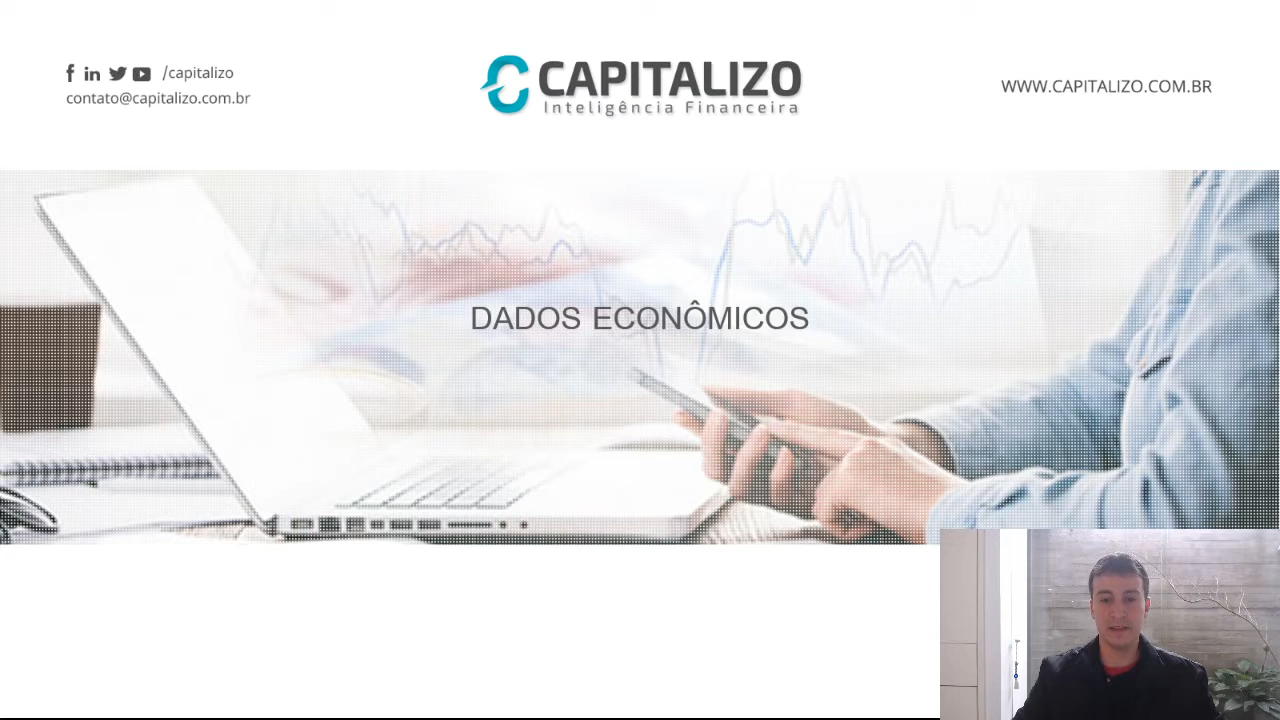 /capitalizo
contato@capitalizo.com.br
CAPITALIZO
Inteligência Financeira
WWW.CAPITALIZO.COM.BR
DADOS ECONÔMICOS